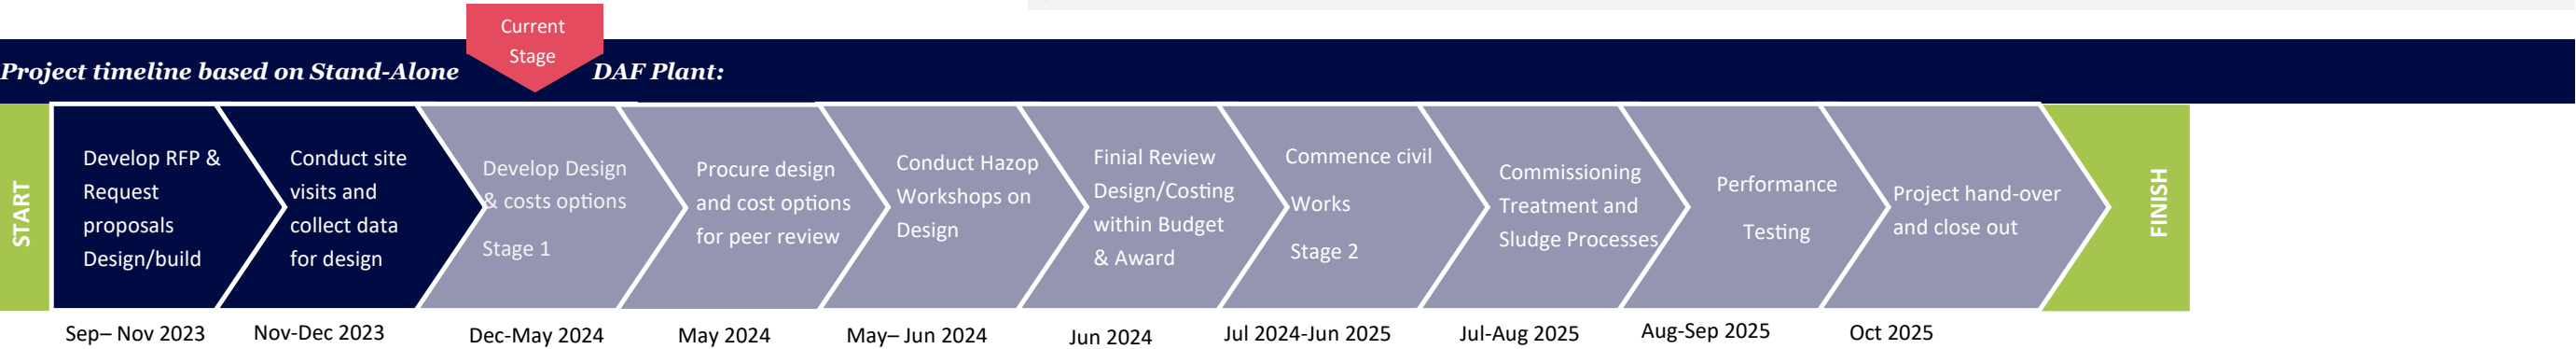 Current
Stage
Project timeline based on Stand-Alone DAF Plant:
START
Develop RFP &
Request
proposals
Design/build
Conduct site
visits and
collect data
for design
Develop Design
& costs options
Stage 1
Procure design
and cost options
for peer review
Conduct Hazop
Workshops on
Design
Finial Review
Design/Costing
within Budget
& Award
Commence civil
Works
Stage 2
Commissioning
Treatment and
Sludge Processes
Performance
Testing
Project hand-over
and close out
FINISH
Sep– Nov 2023
Nov-Dec 2023
Dec-May 2024
May 2024
May– Jun 2024
Jun 2024
Jul 2024-Jun 2025
Jul-Aug 2025
Aug-Sep 2025
Oct 2025